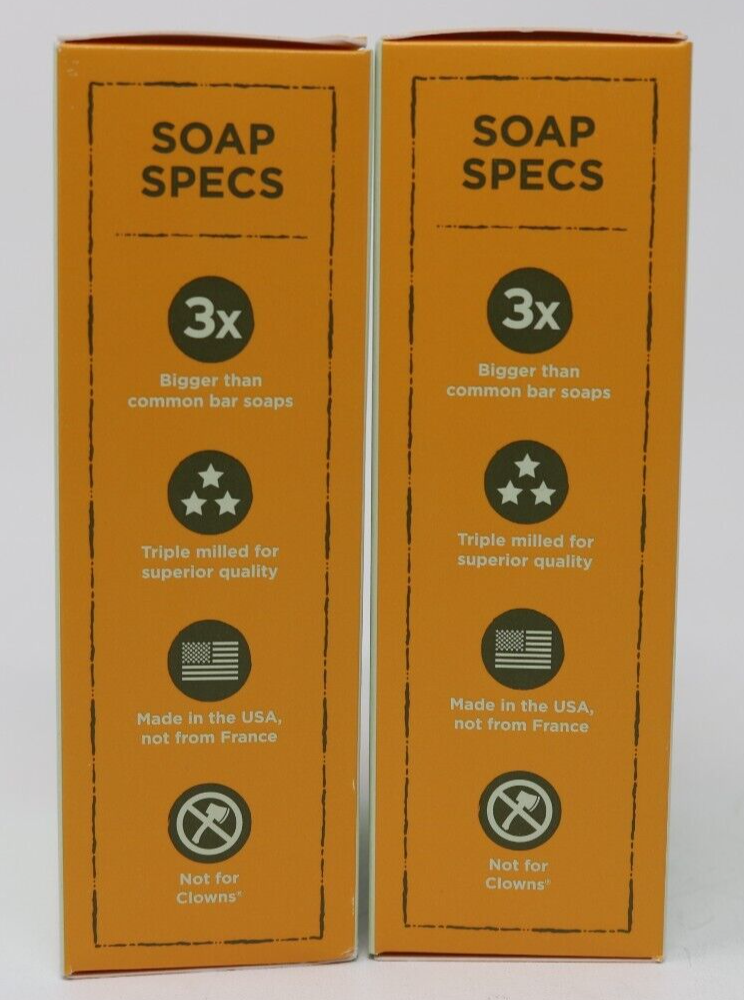 SOAP
SPECS
3x
Bigger than
common bar soaps
Triple milled for
superior quality
Made in the USA,
not from France
Not for
Clowns®
SOAP
SPECS
3x
Bigger than
common bar soaps
Triple milled for
superior quality
Made in the USA,
not from France
Not for
Clowns®